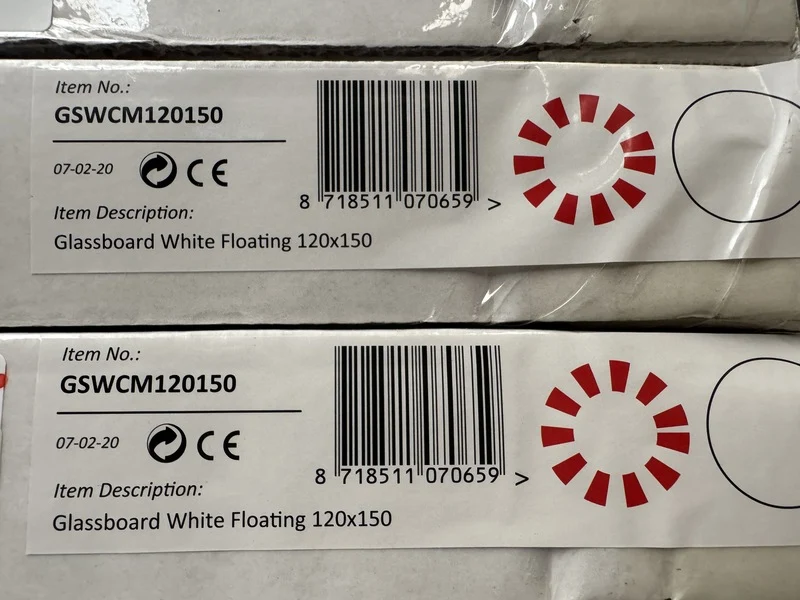 Item No.:
GSWCM120150
07-02-20 CE
8 718511 070659 >
Item Description:
Glassboard White Floating 120x150
Item No.:
GSWCM120150
07-02-20 CE
8 718511 070659 >
Item Description:
Glassboard White Floating 120x150